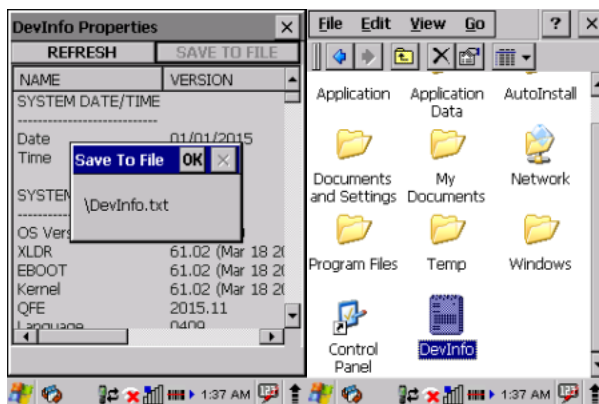 DevInfo Properties
REFRESH SAVE TO FILE
NAME VERSION
SYSTEM DATE/TIME
----------------------------
Date 01/01/2015
Time
Save To File OK
\DevInfo.txt
SYSTEM
OS Vers
XLDR 61.02 (Mar 18 20
EBOOT 61.02 (Mar 18 20
Kernel 61.02 (Mar 18 20
QFE 2015.11
Language 0409
1:37 AM
File Edit View Go ?
Application
Application Data
AutoInstall
Documents and Settings
My Documents
Network
Program Files
Temp
Windows
Control Panel
DevInfo
1:37 AM